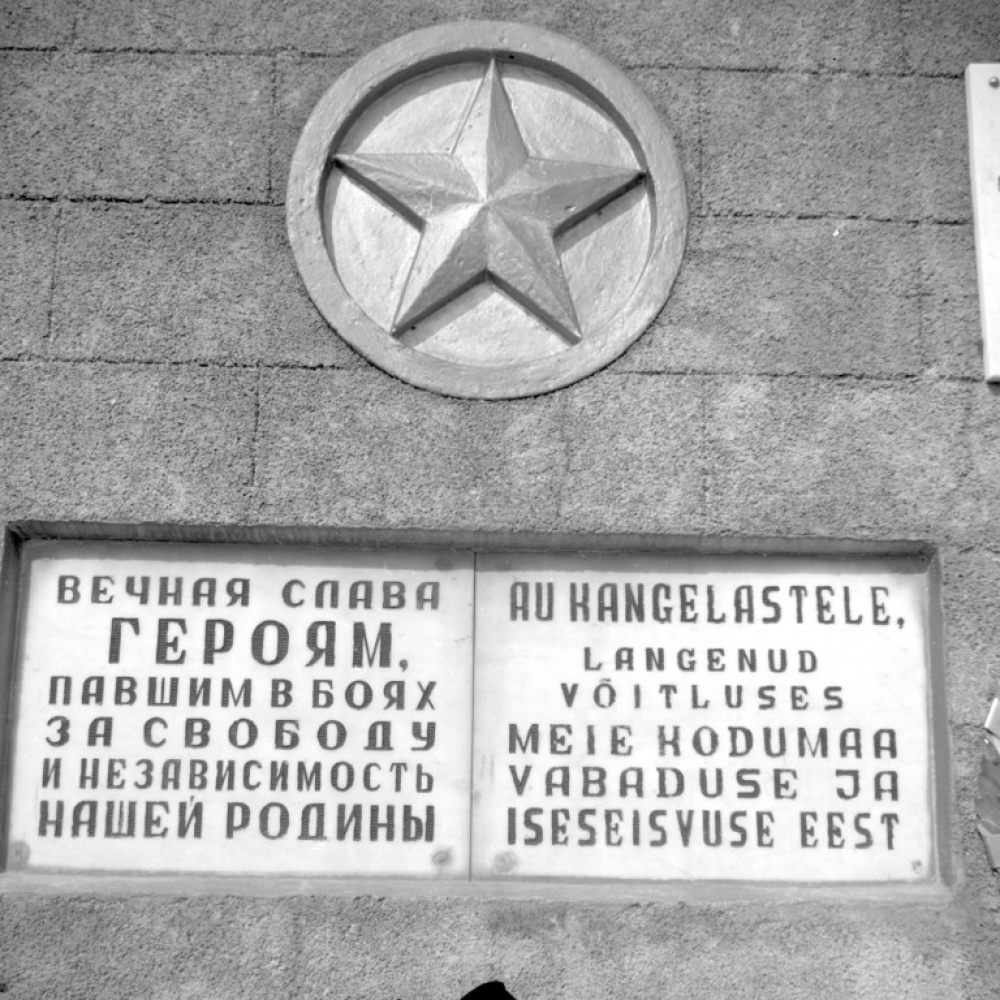 ВЕЧНАЯ СЛАВА
ГЕРОЯМ,
ПАВШИМ В БОЯХ
ЗА СВОБОДУ
И НЕЗАВИСИМОСТЬ
НАШЕЙ РОДИНЫ
AU KANGELASTELE,
LANGENUD
VÕITLUSES
MEIE KODUMAA
VABADUSE JA
ISESEISVUSE EEST